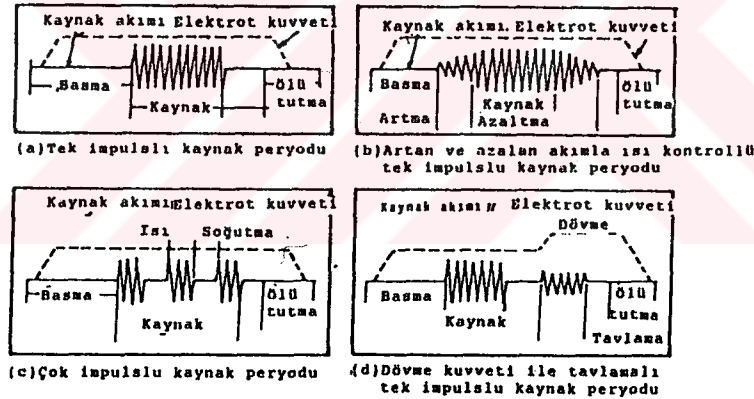 Kaynak akımı Elektrot kuvveti
Basma
Kaynak
Ölü
tutma
(a)Tek impulslı kaynak peryodu
Kaynak akımı. Elektrot kuvveti
Basma
Artma
Kaynak
Azaltma
Ölü
tutma
(b)Artan ve azalan akımla ısı kontrollü
tek impulslu kaynak peryodu
Kaynak akımı Elektrot kuvveti
Isı Soğutma
Basma
Kaynak
Ölü
tutma
(c)Çok impulslu kaynak peryodu
Kaynak akımı Elektrot kuvveti
Dövme
Basma
Kaynak
Ölü
tutma
Tavlama
(d)Dövme kuvveti ile tavlamalı
tek impulslu kaynak peryodu